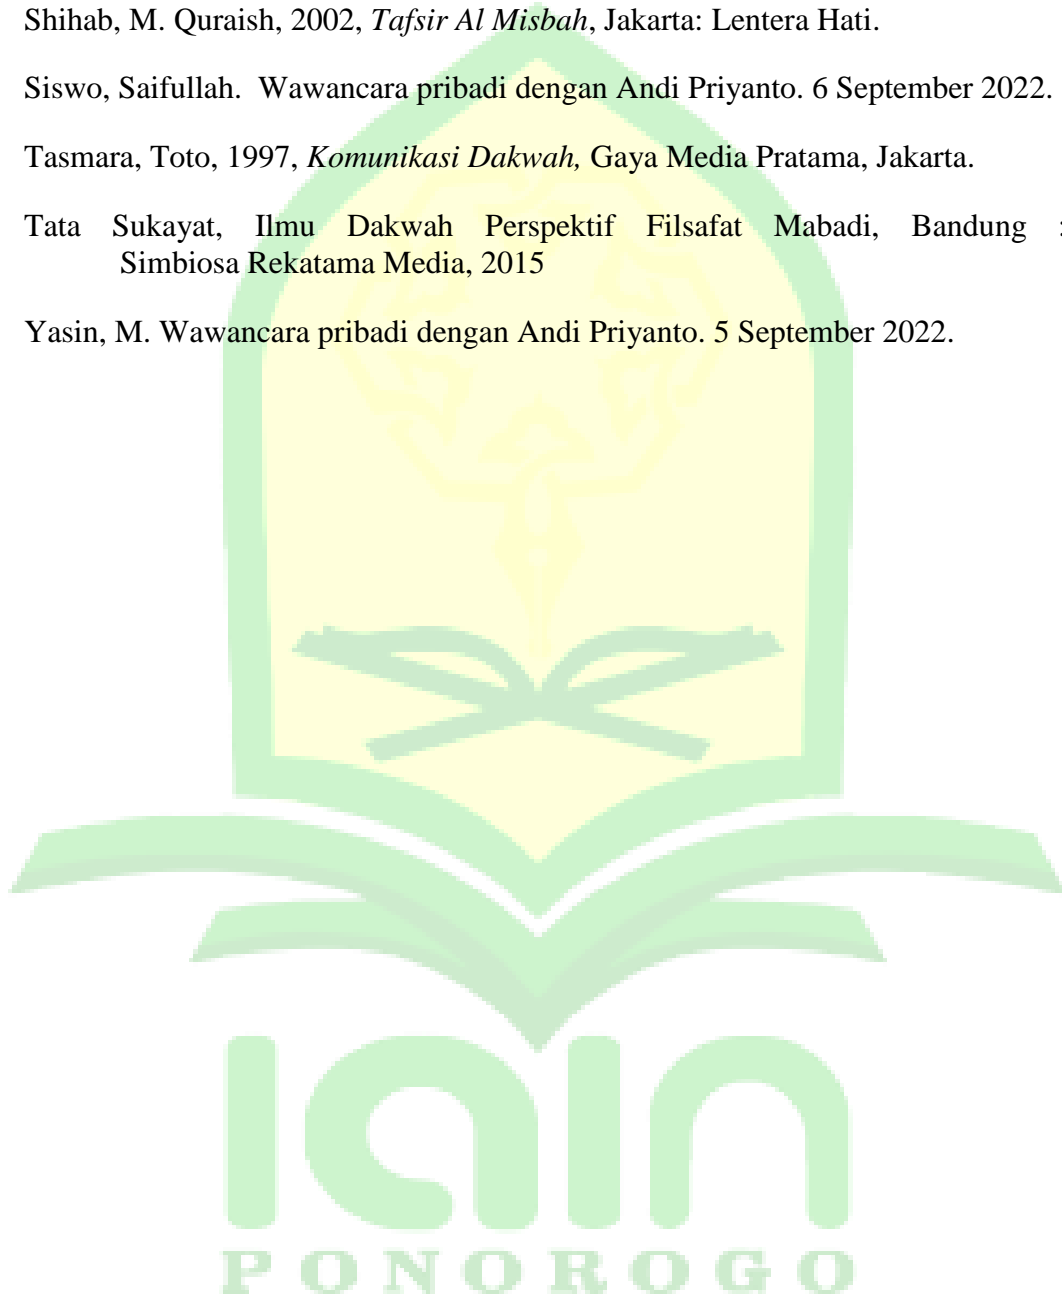 Shihab, M. Quraish, 2002, Tafsir Al Misbah, Jakarta: Lentera Hati.
Siswo, Saifullah.  Wawancara pribadi dengan Andi Priyanto. 6 September 2022.
Tasmara, Toto, 1997, Komunikasi Dakwah, Gaya Media Pratama, Jakarta.
Tata Sukayat, Ilmu Dakwah Perspektif Filsafat Mabadi, Bandung :
Simbiosa Rekatama Media, 2015
Yasin, M. Wawancara pribadi dengan Andi Priyanto. 5 September 2022.
iain
PONOROGO